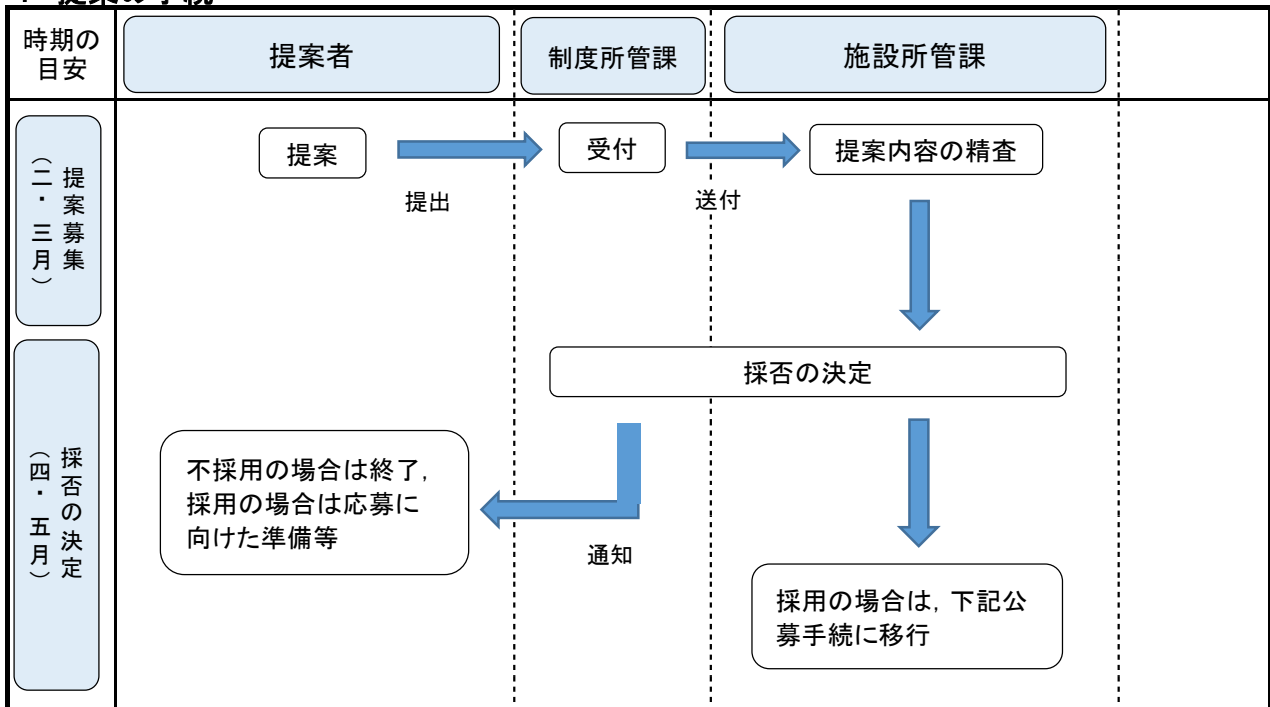 時期の
目安
提案者
制度所管課
施設所管課
提案募集
（二・三月）
提案
提出
受付
送付
提案内容の精査
採否の決定
採否の決定
（四・五月）
不採用の場合は終了，
採用の場合は応募に
向けた準備等
通知
採用の場合は，下記公
募手続に移行